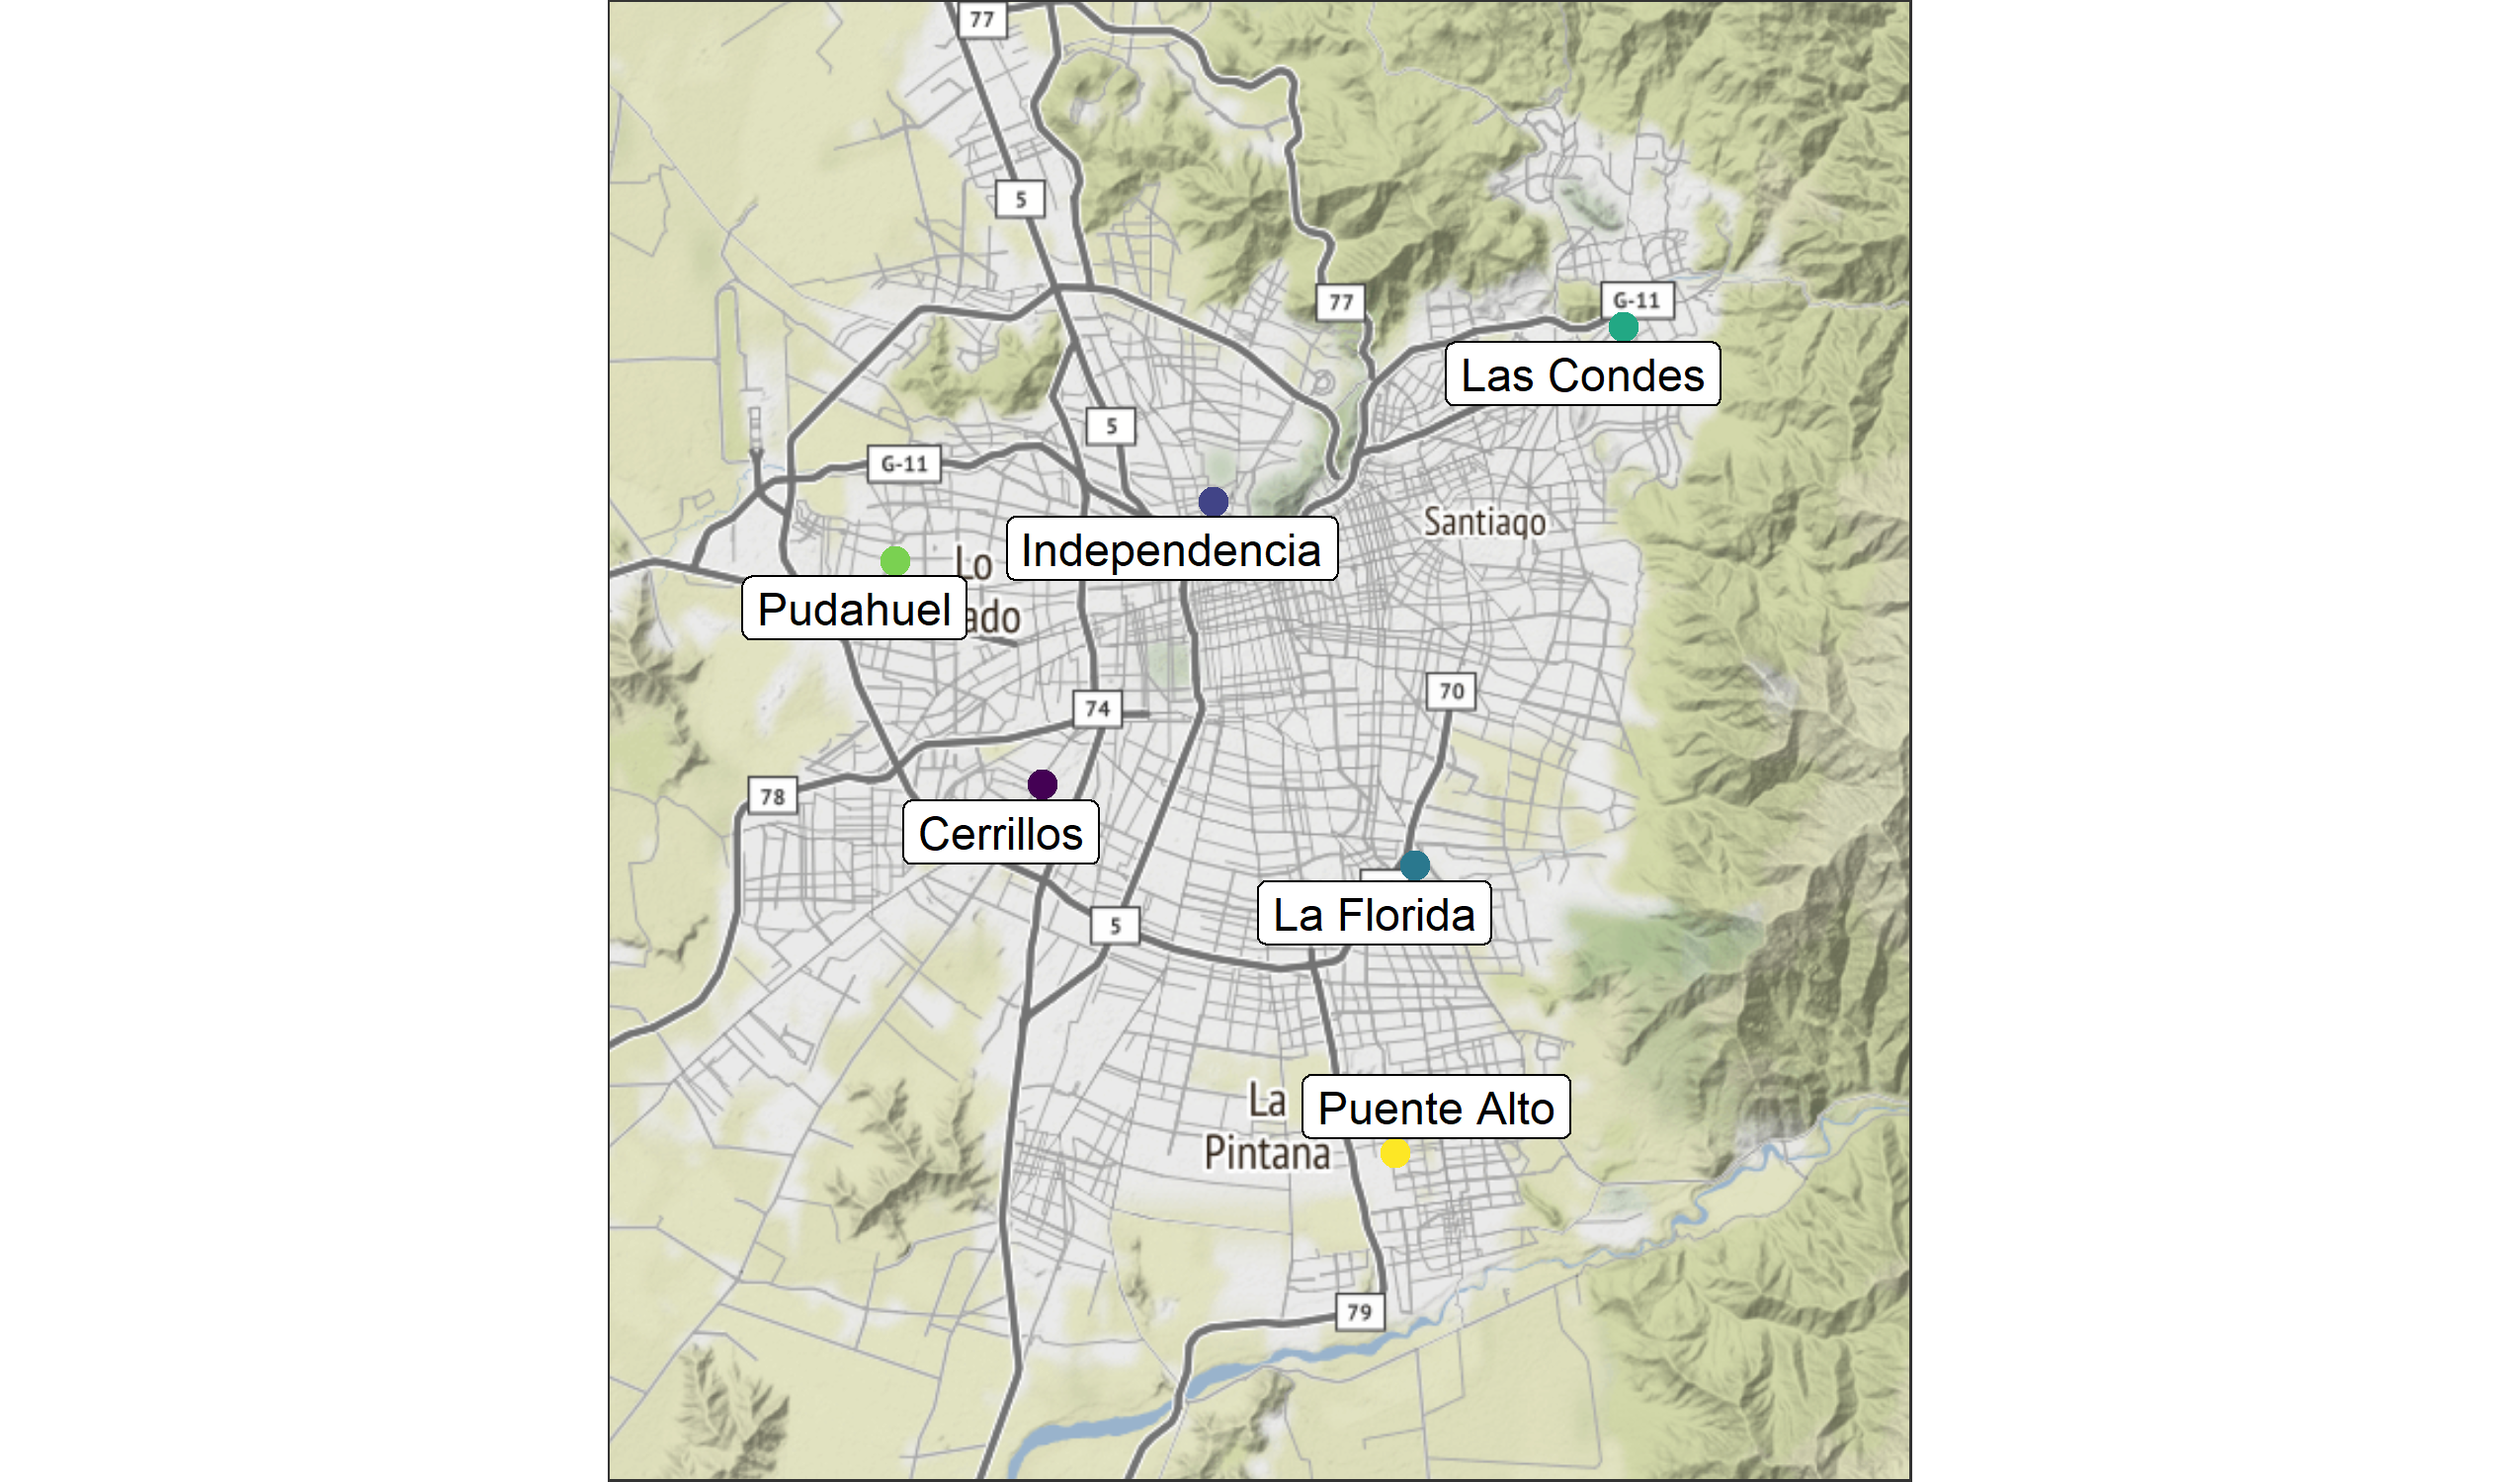 77
5
77
G-11
Las Condes
5
G-11
Santiago
Independencia
Lo
Pudahuel
ado
70
74
78
Cerrillos
La Florida
5
La
Pintana
Puente Alto
79